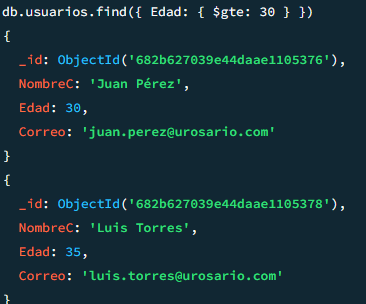 db.usuarios.find({ Edad: { $gte: 30 } })
{
  _id: ObjectId('682b627039e44daae1105376'),
  NombreC: 'Juan Pérez',
  Edad: 30,
  Correo: 'juan.perez@urosario.com'
}
{
  _id: ObjectId('682b627039e44daae1105378'),
  NombreC: 'Luis Torres',
  Edad: 35,
  Correo: 'luis.torres@urosario.com'
}